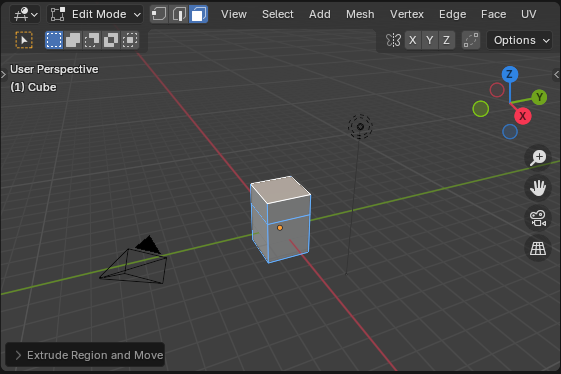 Edit Mode View Select Add Mesh Vertex Edge Face UV
X Y Z Options
User Perspective
(1) Cube
Z
Y
X
Extrude Region and Move